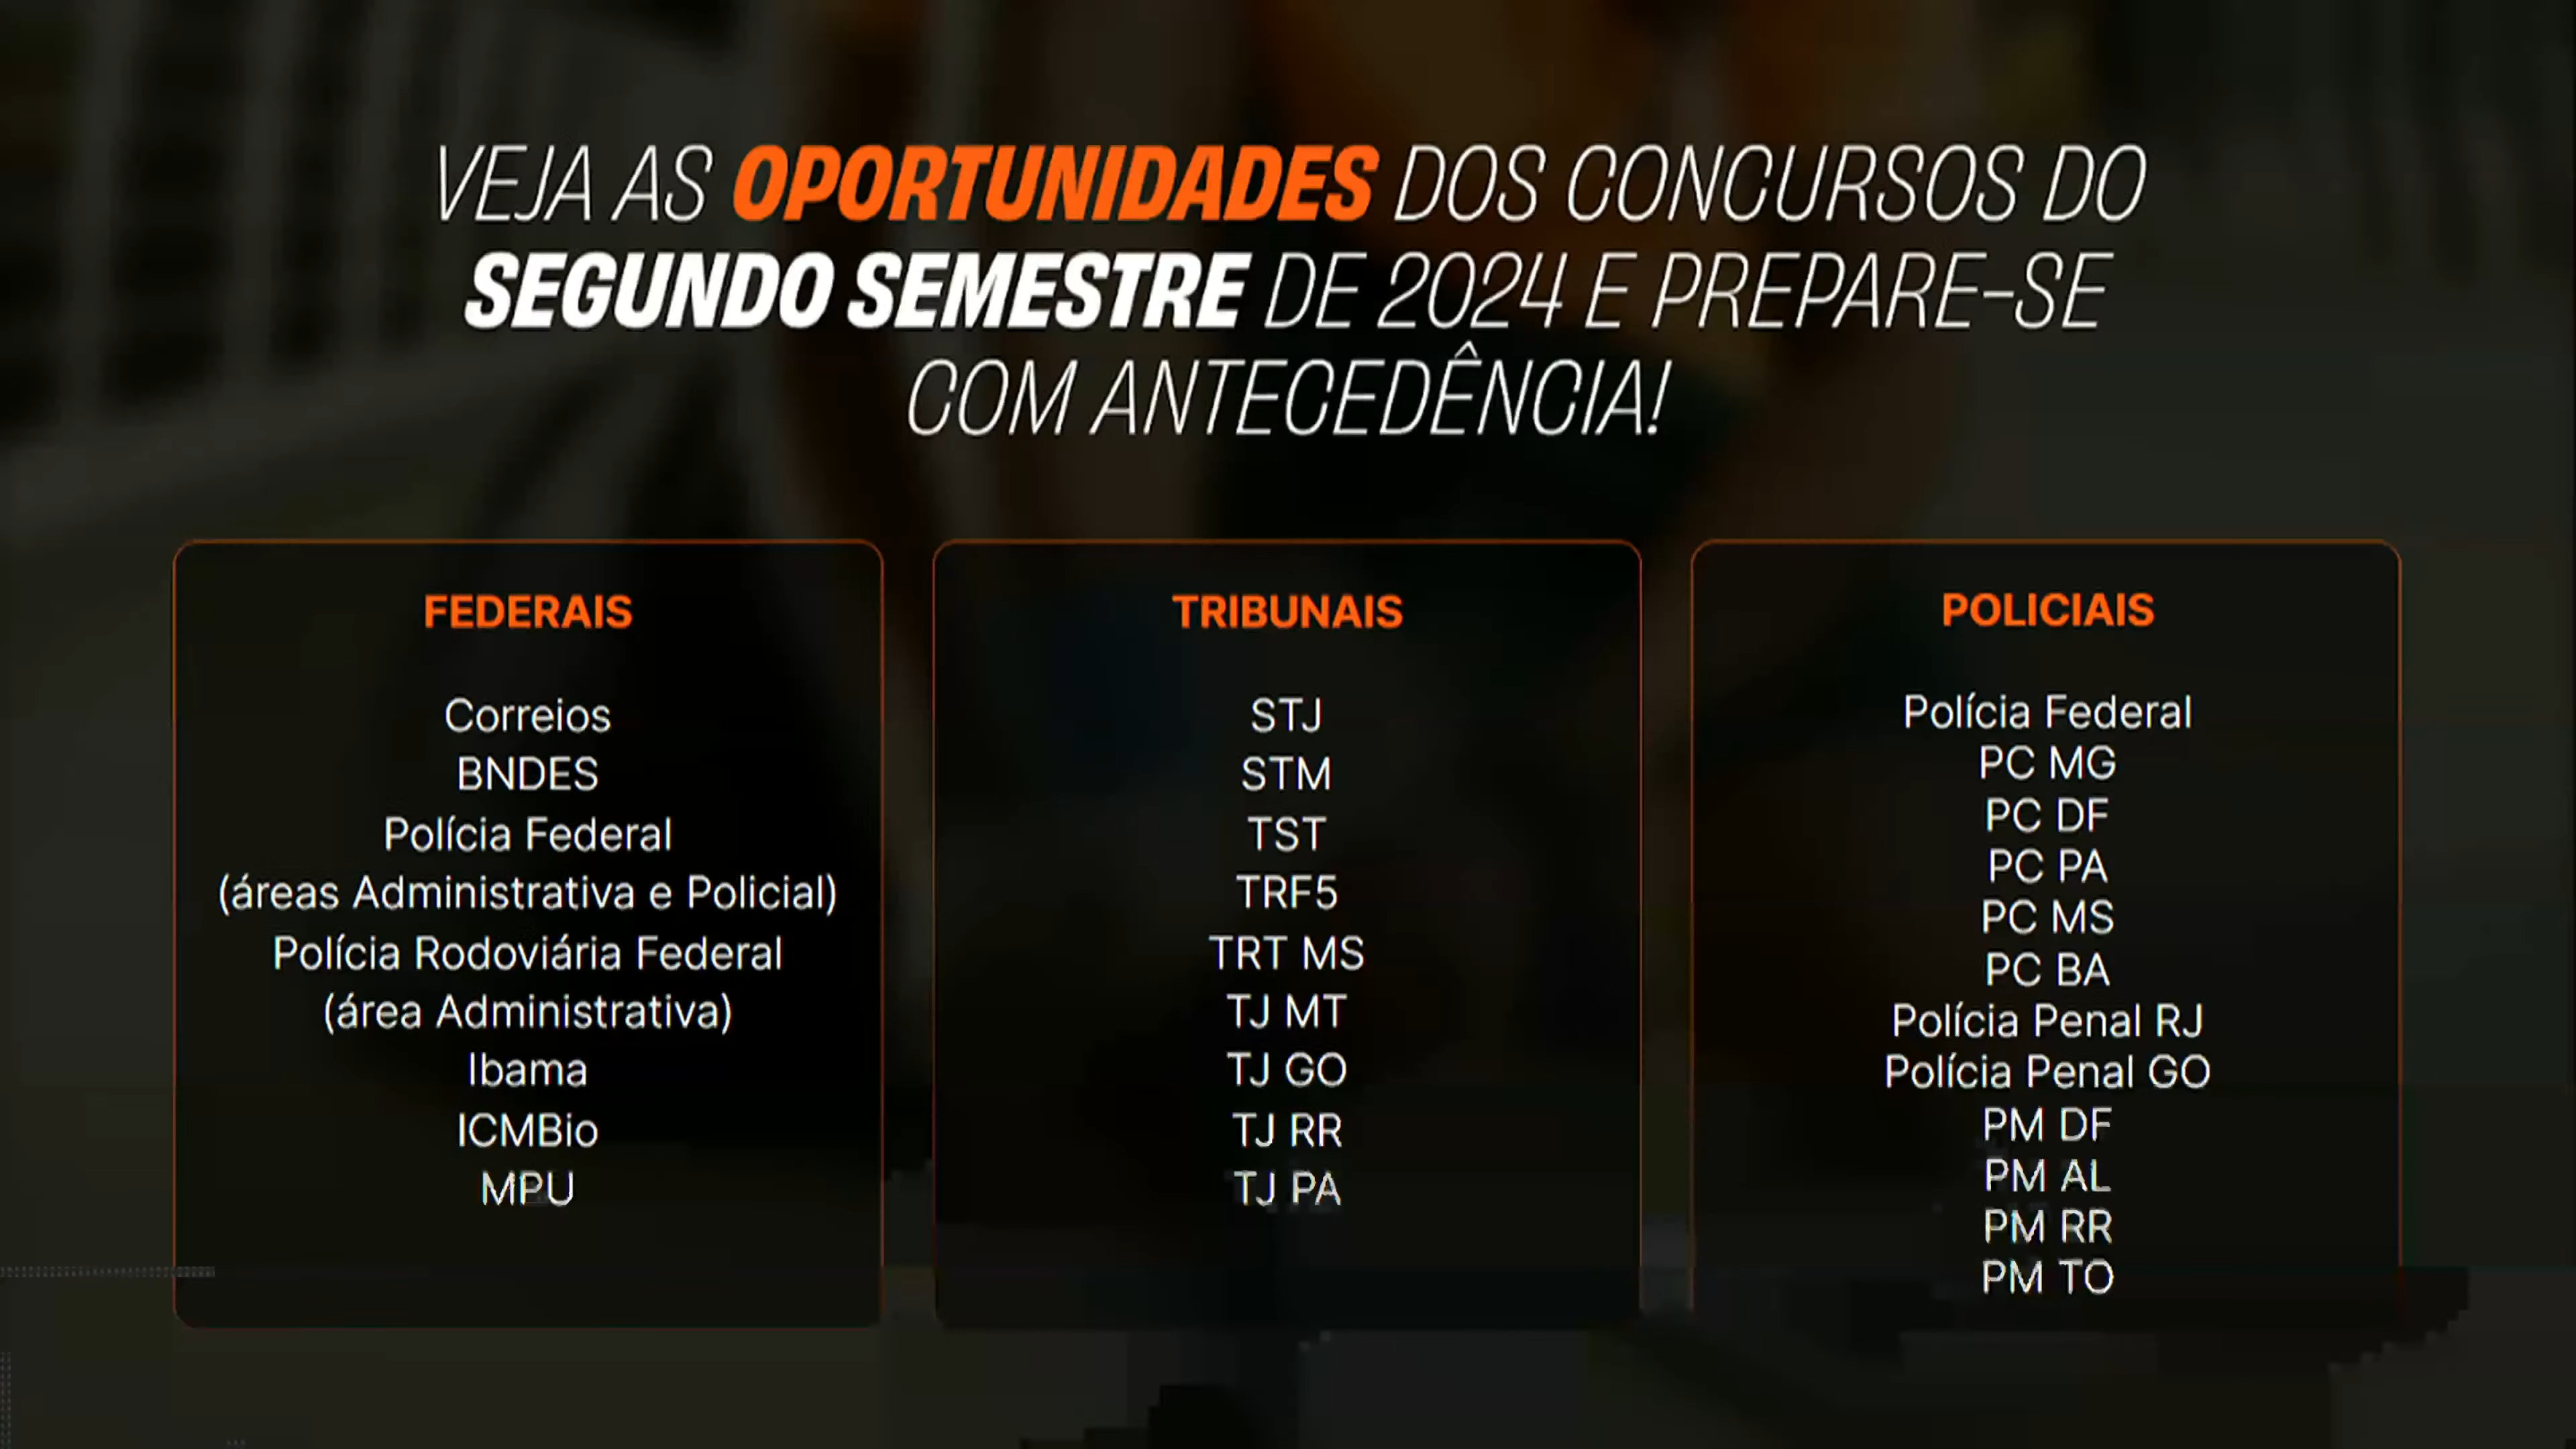 VEJA AS OPORTUNIDADES DOS CONCURSOS DO
SEGUNDO SEMESTRE DE 2024 E PREPARE-SE
COM ANTECEDÊNCIA!
FEDERAIS
Correios
BNDES
Polícia Federal
(áreas Administrativa e Policial)
Polícia Rodoviária Federal
(área Administrativa)
Ibama
ICMBio
MPU
TRIBUNAIS
STJ
STM
TST
TRF5
TRT MS
TJ MT
TJ GO
TJ RR
TJ PA
POLICIAIS
Polícia Federal
PC MG
PC DF
PC PA
PC MS
PC BA
Polícia Penal RJ
Polícia Penal GO
PM DF
PM AL
PM RR
PM TO